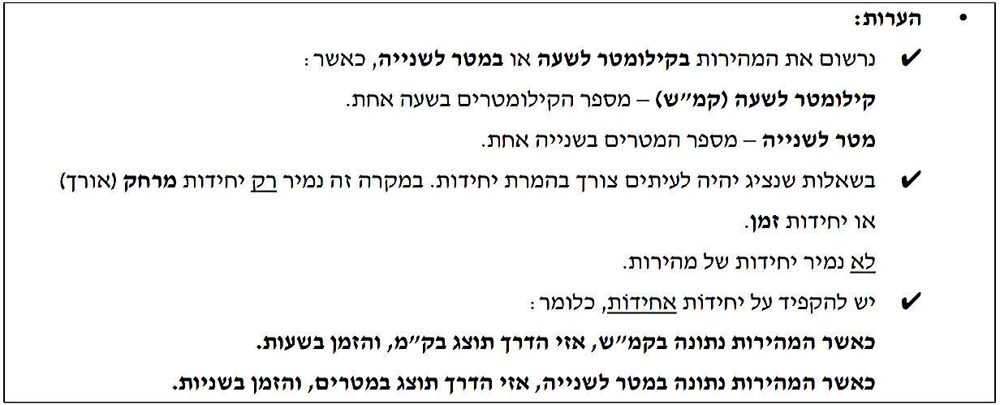 • הערות:
✔ נרשום את המהירות בקילומטר לשעה או במטר לשנייה, כאשר:
קילומטר לשעה (קמ״ש) – מספר הקילומטרים בשעה אחת.
מטר לשנייה – מספר המטרים בשנייה אחת.
✔ בשאלות שנציג יהיה לעיתים צורך בהמרת יחידות. במקרה זה נמיר רק יחידות מרחק (אורך)
או יחידות זמן.
לא נמיר יחידות של מהירות.
✔ יש להקפיד על יחידוֹת אחידוֹת, כלומר:
כאשר המהירות נתונה בקמ״ש, אזי הדרך תוצג בק״מ, והזמן בשעות.
כאשר המהירות נתונה במטר לשנייה, אזי הדרך תוצג במטרים, והזמן בשניות.